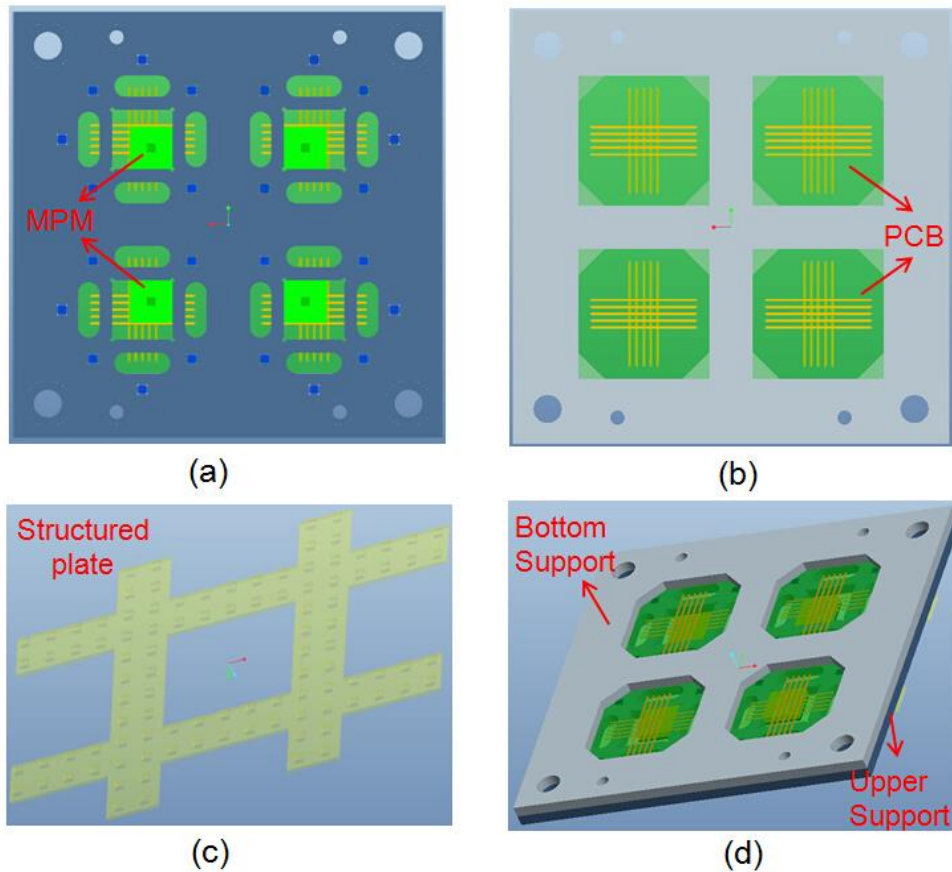 MPM
PCB
(a)
(b)
Structured
plate
Bottom
Support
Upper
Support
(c)
(d)